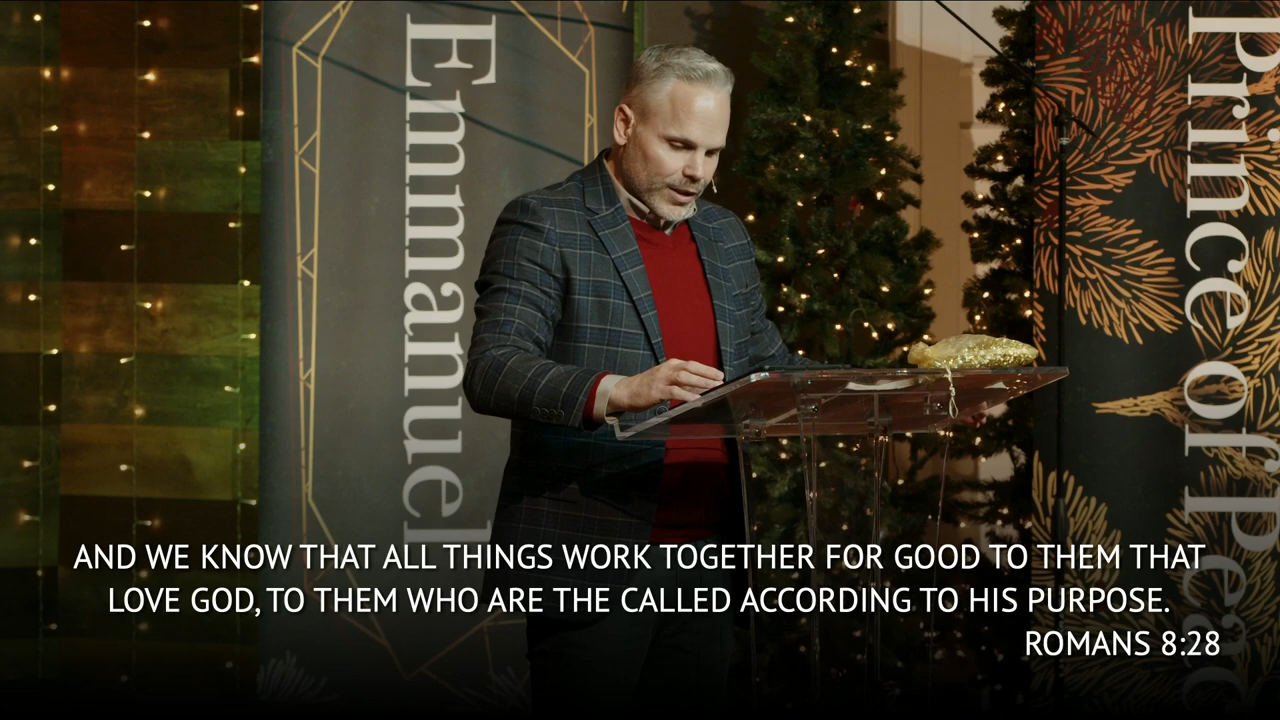 Emmanuel
Prince of Peac
AND WE KNOW THAT ALL THINGS WORK TOGETHER FOR GOOD TO THEM THAT
LOVE GOD, TO THEM WHO ARE THE CALLED ACCORDING TO HIS PURPOSE.
ROMANS 8:28